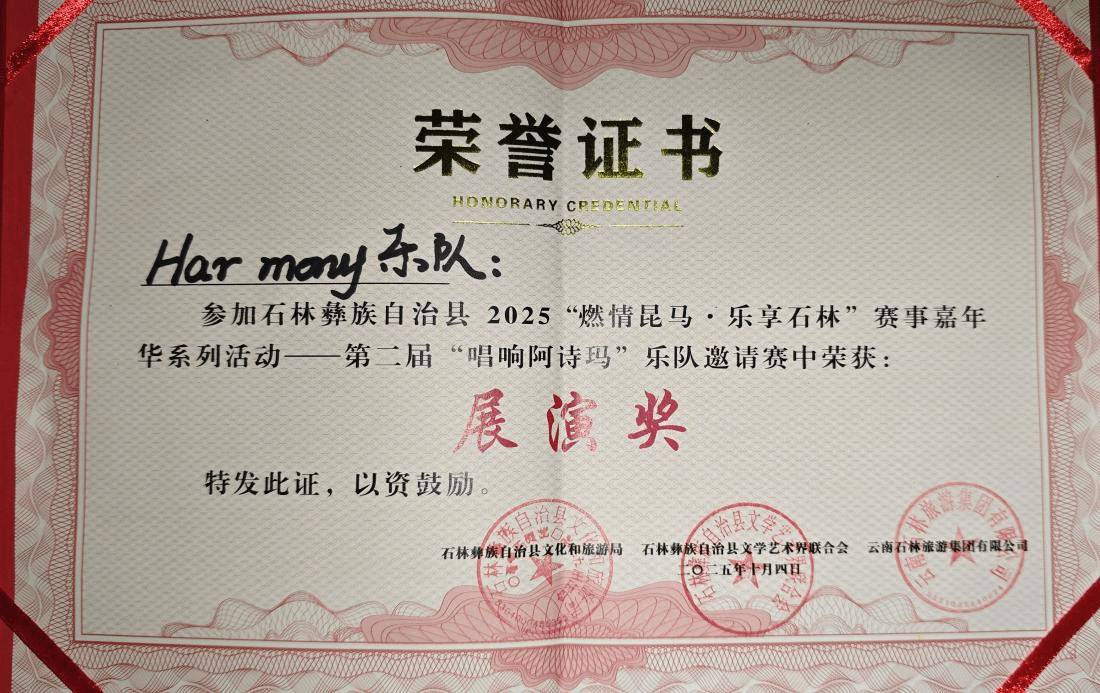 荣誉证书
HONORARY CREDENTIAL
Harmony乐队：
参加石林彝族自治县 2025 “燃情昆马·乐享石林” 赛事嘉年
华系列活动——第二届“唱响阿诗玛”乐队邀请赛中荣获：
展演奖
特发此证，以资鼓励。
石林彝族自治县文化和旅游局 石林彝族自治县文学艺术界联合会 云南石林旅游集团有限公司
二〇二五年十月四日